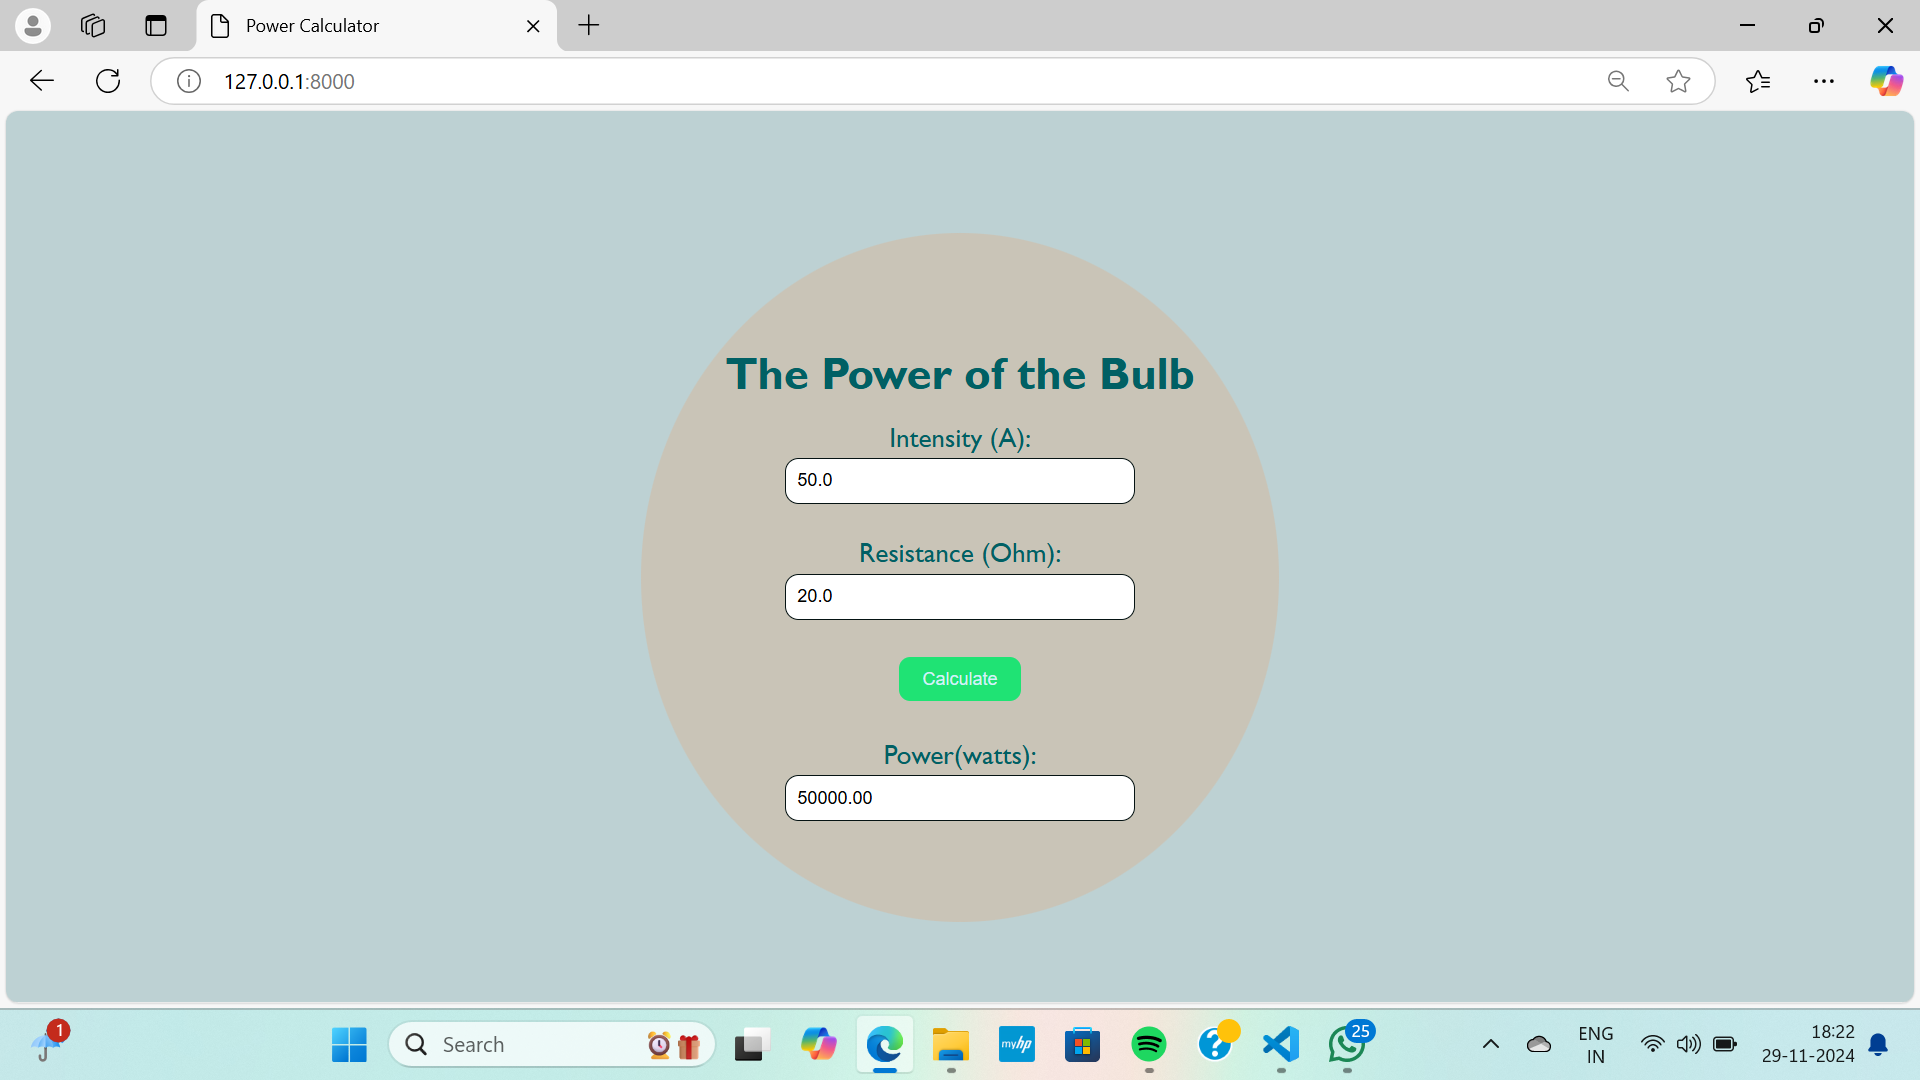 Power Calculator
127.0.0.1:8000
The Power of the Bulb
Intensity (A):
50.0
Resistance (Ohm):
20.0
Calculate
Power(watts):
50000.00
1
Search
myhp
?
25
ENG
IN
18:22
29-11-2024